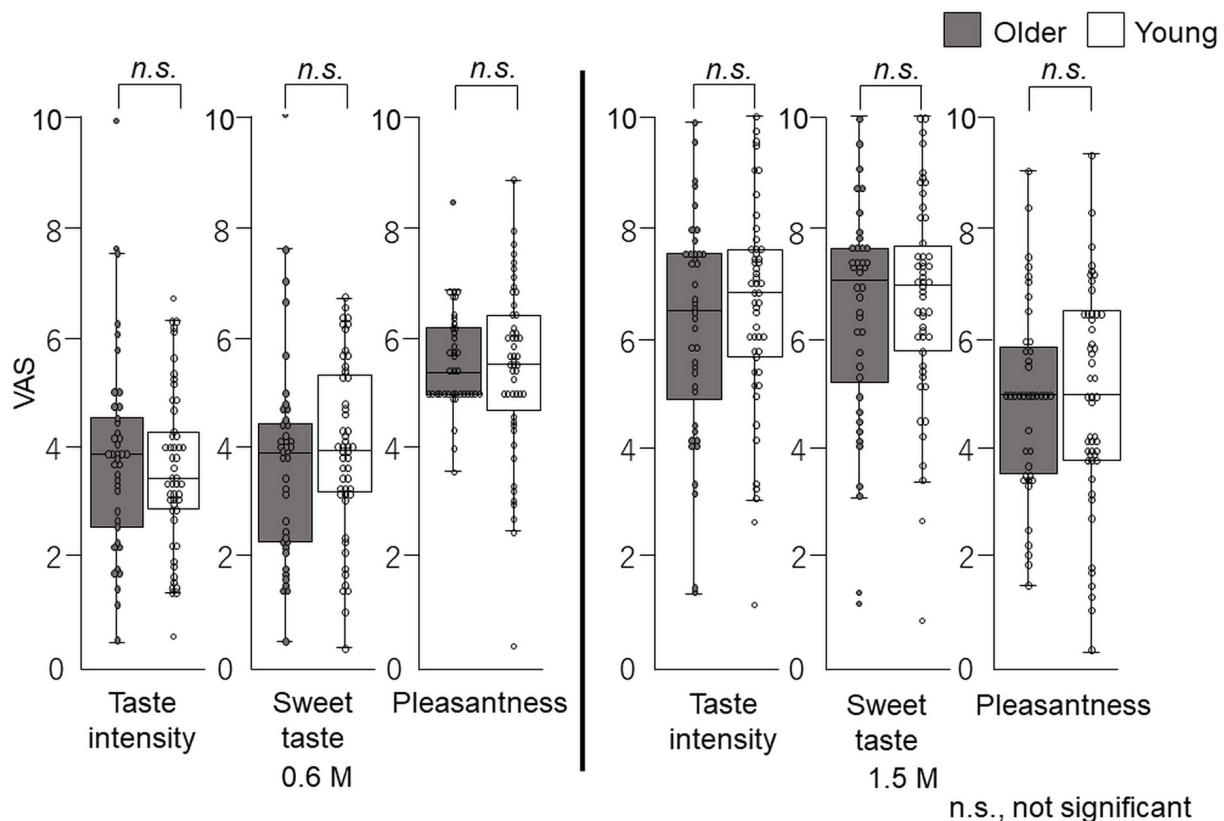 Older Young
n.s. n.s. n.s. n.s. n.s. n.s.
10 10 10 10 10 10
8 8 8 8 8 8
6 6 6 6 6 6
VAS
4 4 4 4 4 4
2 2 2 2 2 2
0 0 0 0 0 0
Taste intensity
Sweet taste
Pleasantness
0.6 M
Taste intensity
Sweet taste
Pleasantness
1.5 M
n.s., not significant